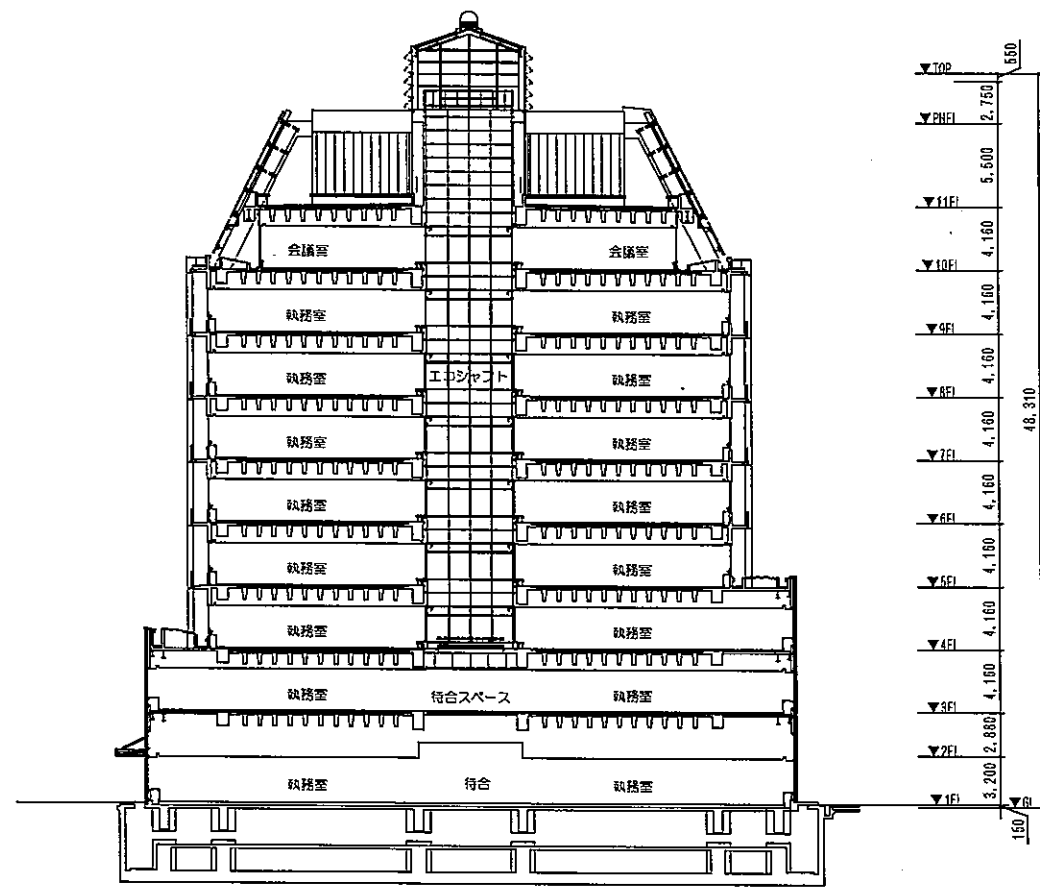 会議室 会議室
執務室 執務室
執務室 エコシャフト 執務室
執務室 執務室
執務室 執務室
執務室 執務室
執務室 執務室
執務室 待合スペース 執務室
執務室 待合 執務室
▼TOP
▼PHFL
▼11FL
▼10FL
▼9FL
▼8FL
▼7FL
▼6FL
▼5FL
▼4FL
▼3FL
▼2FL
▼1FL
▼GL
550
2,750
5,500
4,160
4,160
4,160
4,160
4,160
4,160
4,160
4,160
2,880
3,200
150
48,310